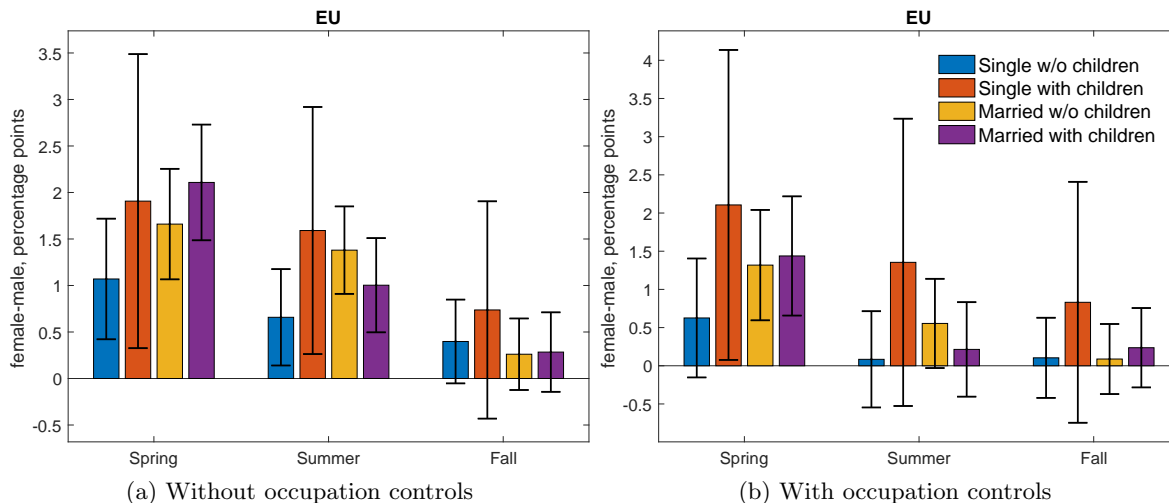 EU
female-male, percentage points
3.5
3
2.5
2
1.5
1
0.5
0
-0.5
Spring Summer Fall
(a) Without occupation controls
EU
female-male, percentage points
4
3.5
3
2.5
2
1.5
1
0.5
0
-0.5
Single w/o children
Single with children
Married w/o children
Married with children
Spring Summer Fall
(b) With occupation controls